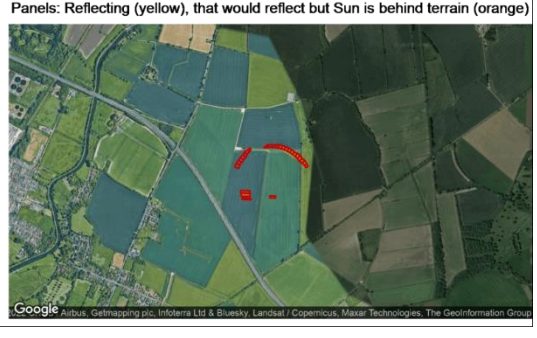 Panels: Reflecting (yellow), that would reflect but Sun is behind terrain (orange)
Google
Airbus, Getmapping plc, Infoterra Ltd & Bluesky, Landsat / Copernicus, Maxar Technologies, The GeoInformation Group